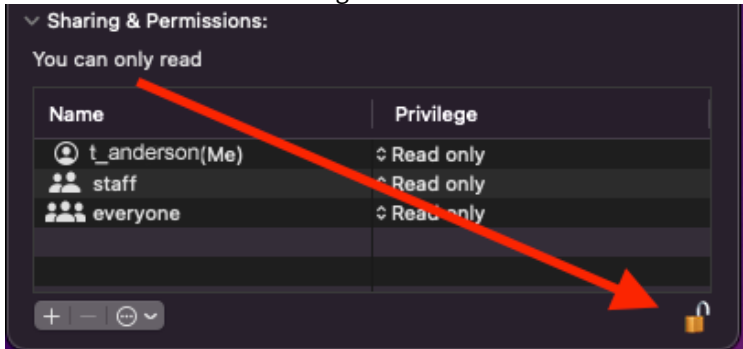 Sharing & Permissions:
You can only read
Name Privilege
t_anderson(Me) Read only
staff Read only
everyone Read only